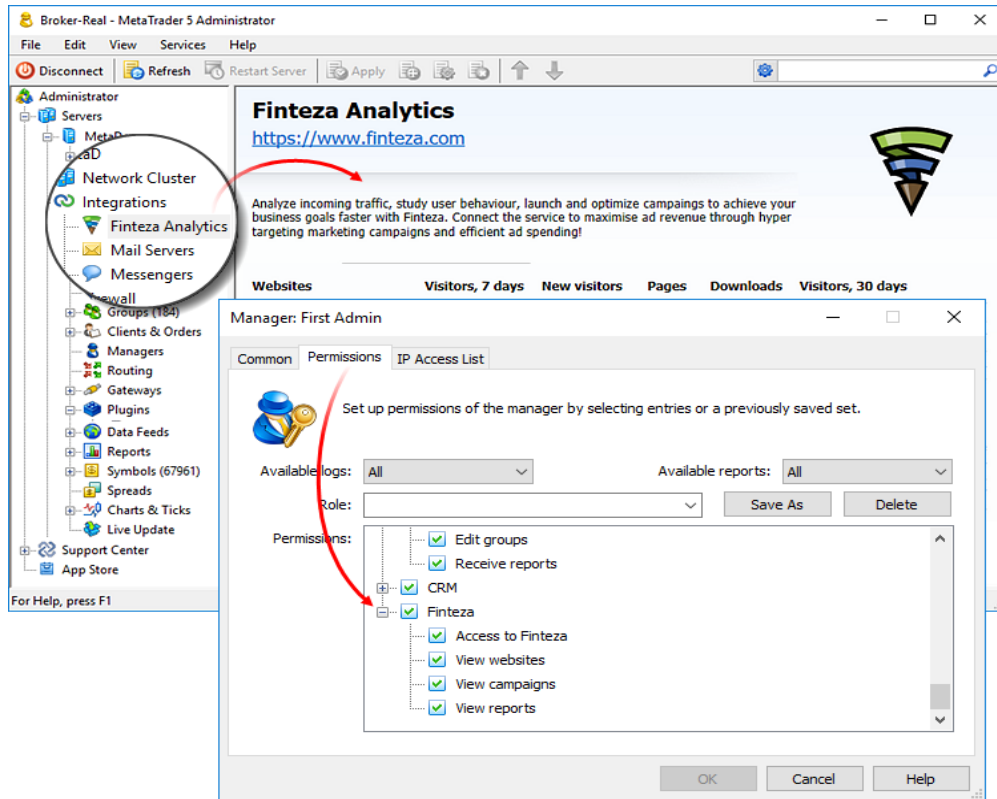 Broker-Real - MetaTrader 5 Administrator
File Edit View Services Help
Disconnect Refresh Restart Server Apply
Administrator
Servers
Network Cluster
Integrations
Finteza Analytics
Mail Servers
Messengers
Groups (184)
Clients & Orders
Managers
Routing
Gateways
Plugins
Data Feeds
Reports
Symbols (67961)
Spreads
Charts & Ticks
Live Update
Support Center
App Store
For Help, press F1
Finteza Analytics
https://www.finteza.com
Analyze incoming traffic, study user behaviour, launch and optimize campaings to achieve your
business goals faster with Finteza. Connect the service to maximise ad revenue through hyper
targeting marketing campaigns and efficient ad spending!
Websites Visitors, 7 days New visitors Pages Downloads Visitors, 30 days
Manager: First Admin
Common Permissions IP Access List
Set up permissions of the manager by selecting entries or a previously saved set.
Available logs: All Available reports: All
Role: Save As Delete
Permissions:
Edit groups
Receive reports
CRM
Finteza
Access to Finteza
View websites
View campaigns
View reports
OK Cancel Help